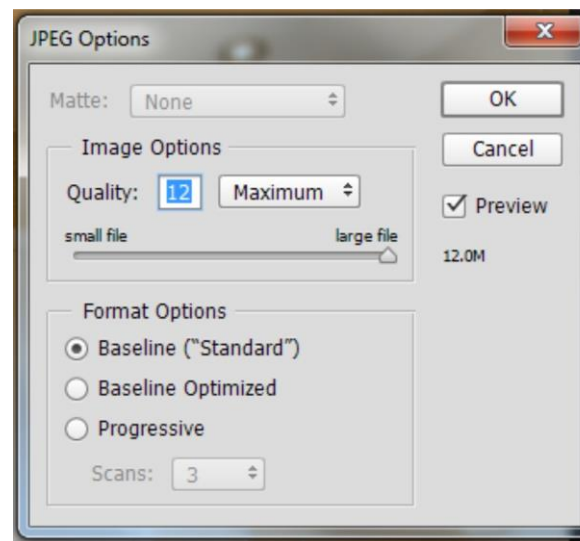 JPEG Options
Matte: None
OK
Image Options
Cancel
Quality: 12 Maximum
Preview
small file large file
12.0M
Format Options
Baseline (“Standard”)
Baseline Optimized
Progressive
Scans: 3